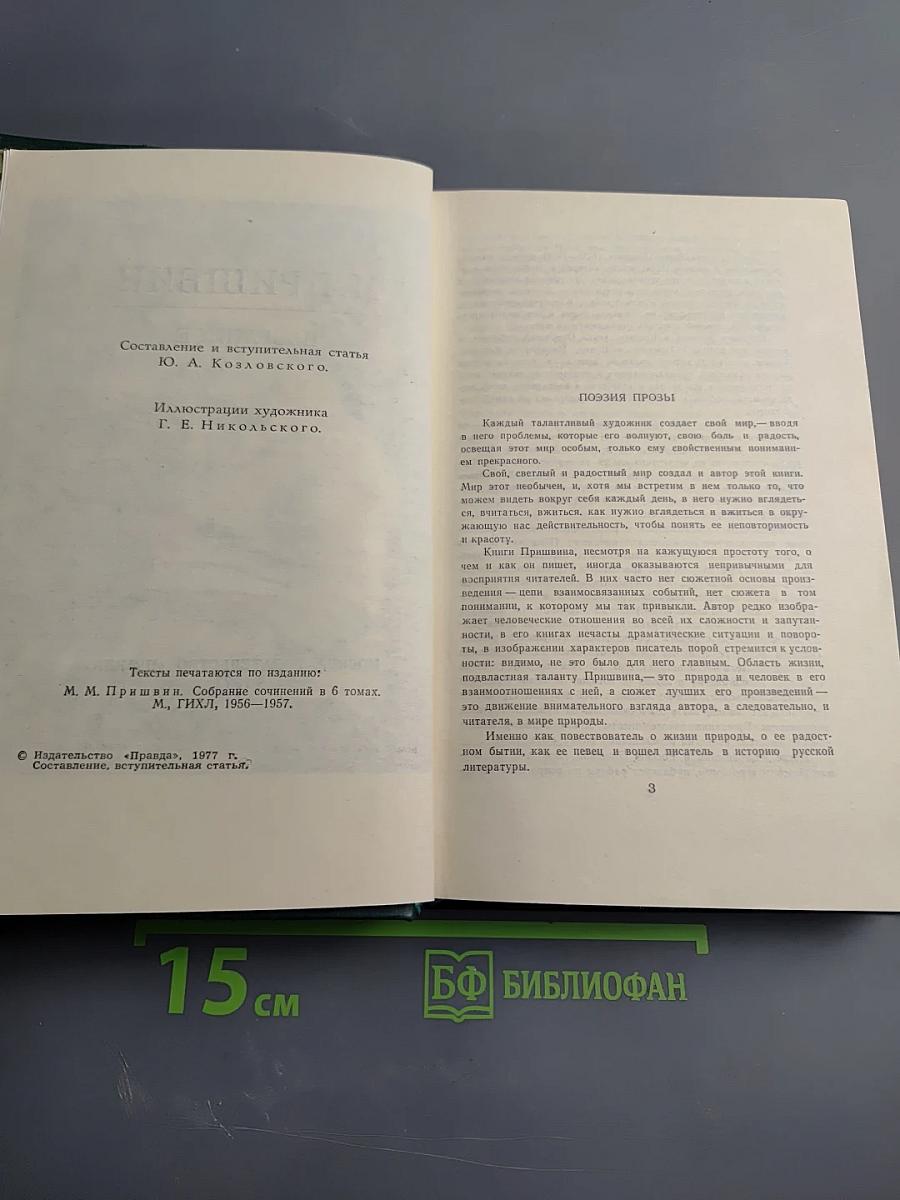 Составление и вступительная статья
Ю. А. Козловского.
Иллюстрации художника
Г. Е. Никольского.
Тексты печатаются по изданию:
М. М. Пришвин. Собрание сочинений в 6 томах.
М., ГИХЛ, 1956—1957.
© Издательство «Правда», 1977 г.
Составление, вступительная статья.
ПОЭЗИЯ ПРОЗЫ
Каждый талантливый художник создает свой мир,— вводя
в него проблемы, которые его волнуют, свою боль и радость,
освещая этот мир особым, только ему свойственным понимани-
ем прекрасного.
Свой, светлый и радостный мир создал и автор этой книги.
Мир этот необычен, и, хотя мы встретим в нем только то, что
можем видеть вокруг себя каждый день, в него нужно вглядеть-
ся, вчитаться, вжиться, как нужно вглядеться и вжиться в окру-
жающую нас действительность, чтобы понять ее неповторимость
и красоту.
Книги Пришвина, несмотря на кажущуюся простоту того, о
чем и как он пишет, иногда оказываются непривычными для
восприятия читателей. В них часто нет сюжетной основы произ-
ведения — цепи взаимосвязанных событий, нет сюжета в том
понимании, к которому мы так привыкли. Автор редко изобра-
жает человеческие отношения во всей их сложности и запутан-
ности, в его книгах нечасты драматические ситуации и поворо-
ты, в изображении характеров писатель порой стремится к услов-
ности: видимо, не это было для него главным. Область жизни,
подвластная таланту Пришвина,— это природа и человек в его
взаимоотношениях с ней, а сюжет лучших его произведений —
это движение внимательного взгляда автора, а следовательно, и
читателя, в мире природы.
Именно как повествователь о жизни природы, о ее радост-
ном бытии, как ее певец и вошел писатель в историю русской
литературы.
3
15 см
БФ БИБЛИОФАН